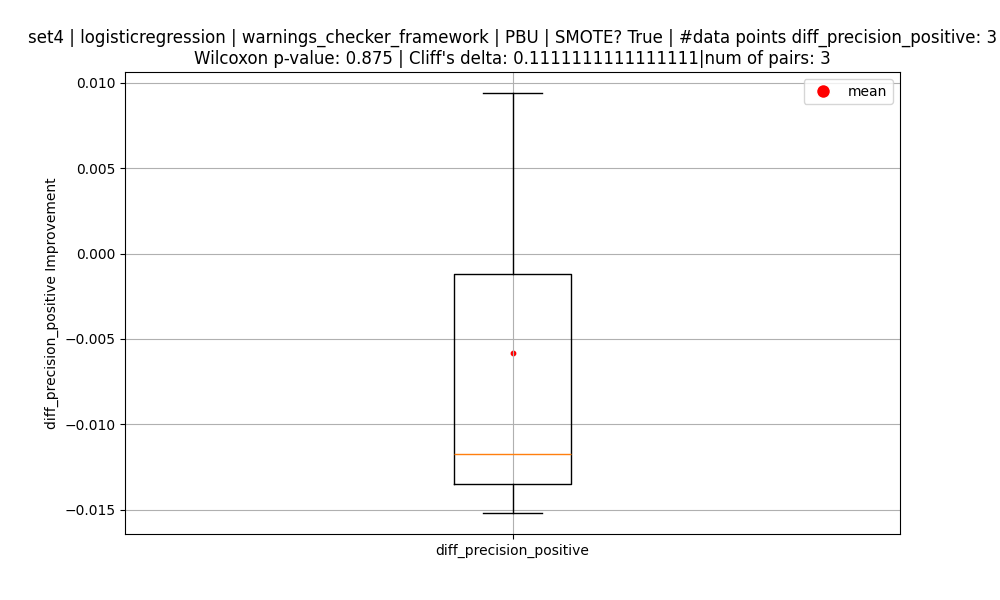 set4 | logisticregression | warnings_checker_framework | PBU | SMOTE? True | #data points diff_precision_positive: 3
Wilcoxon p-value: 0.875 | Cliff's delta: 0.1111111111111111|num of pairs: 3
mean
0.010
0.005
0.000
−0.005
−0.010
−0.015
diff_precision_positive Improvement
diff_precision_positive